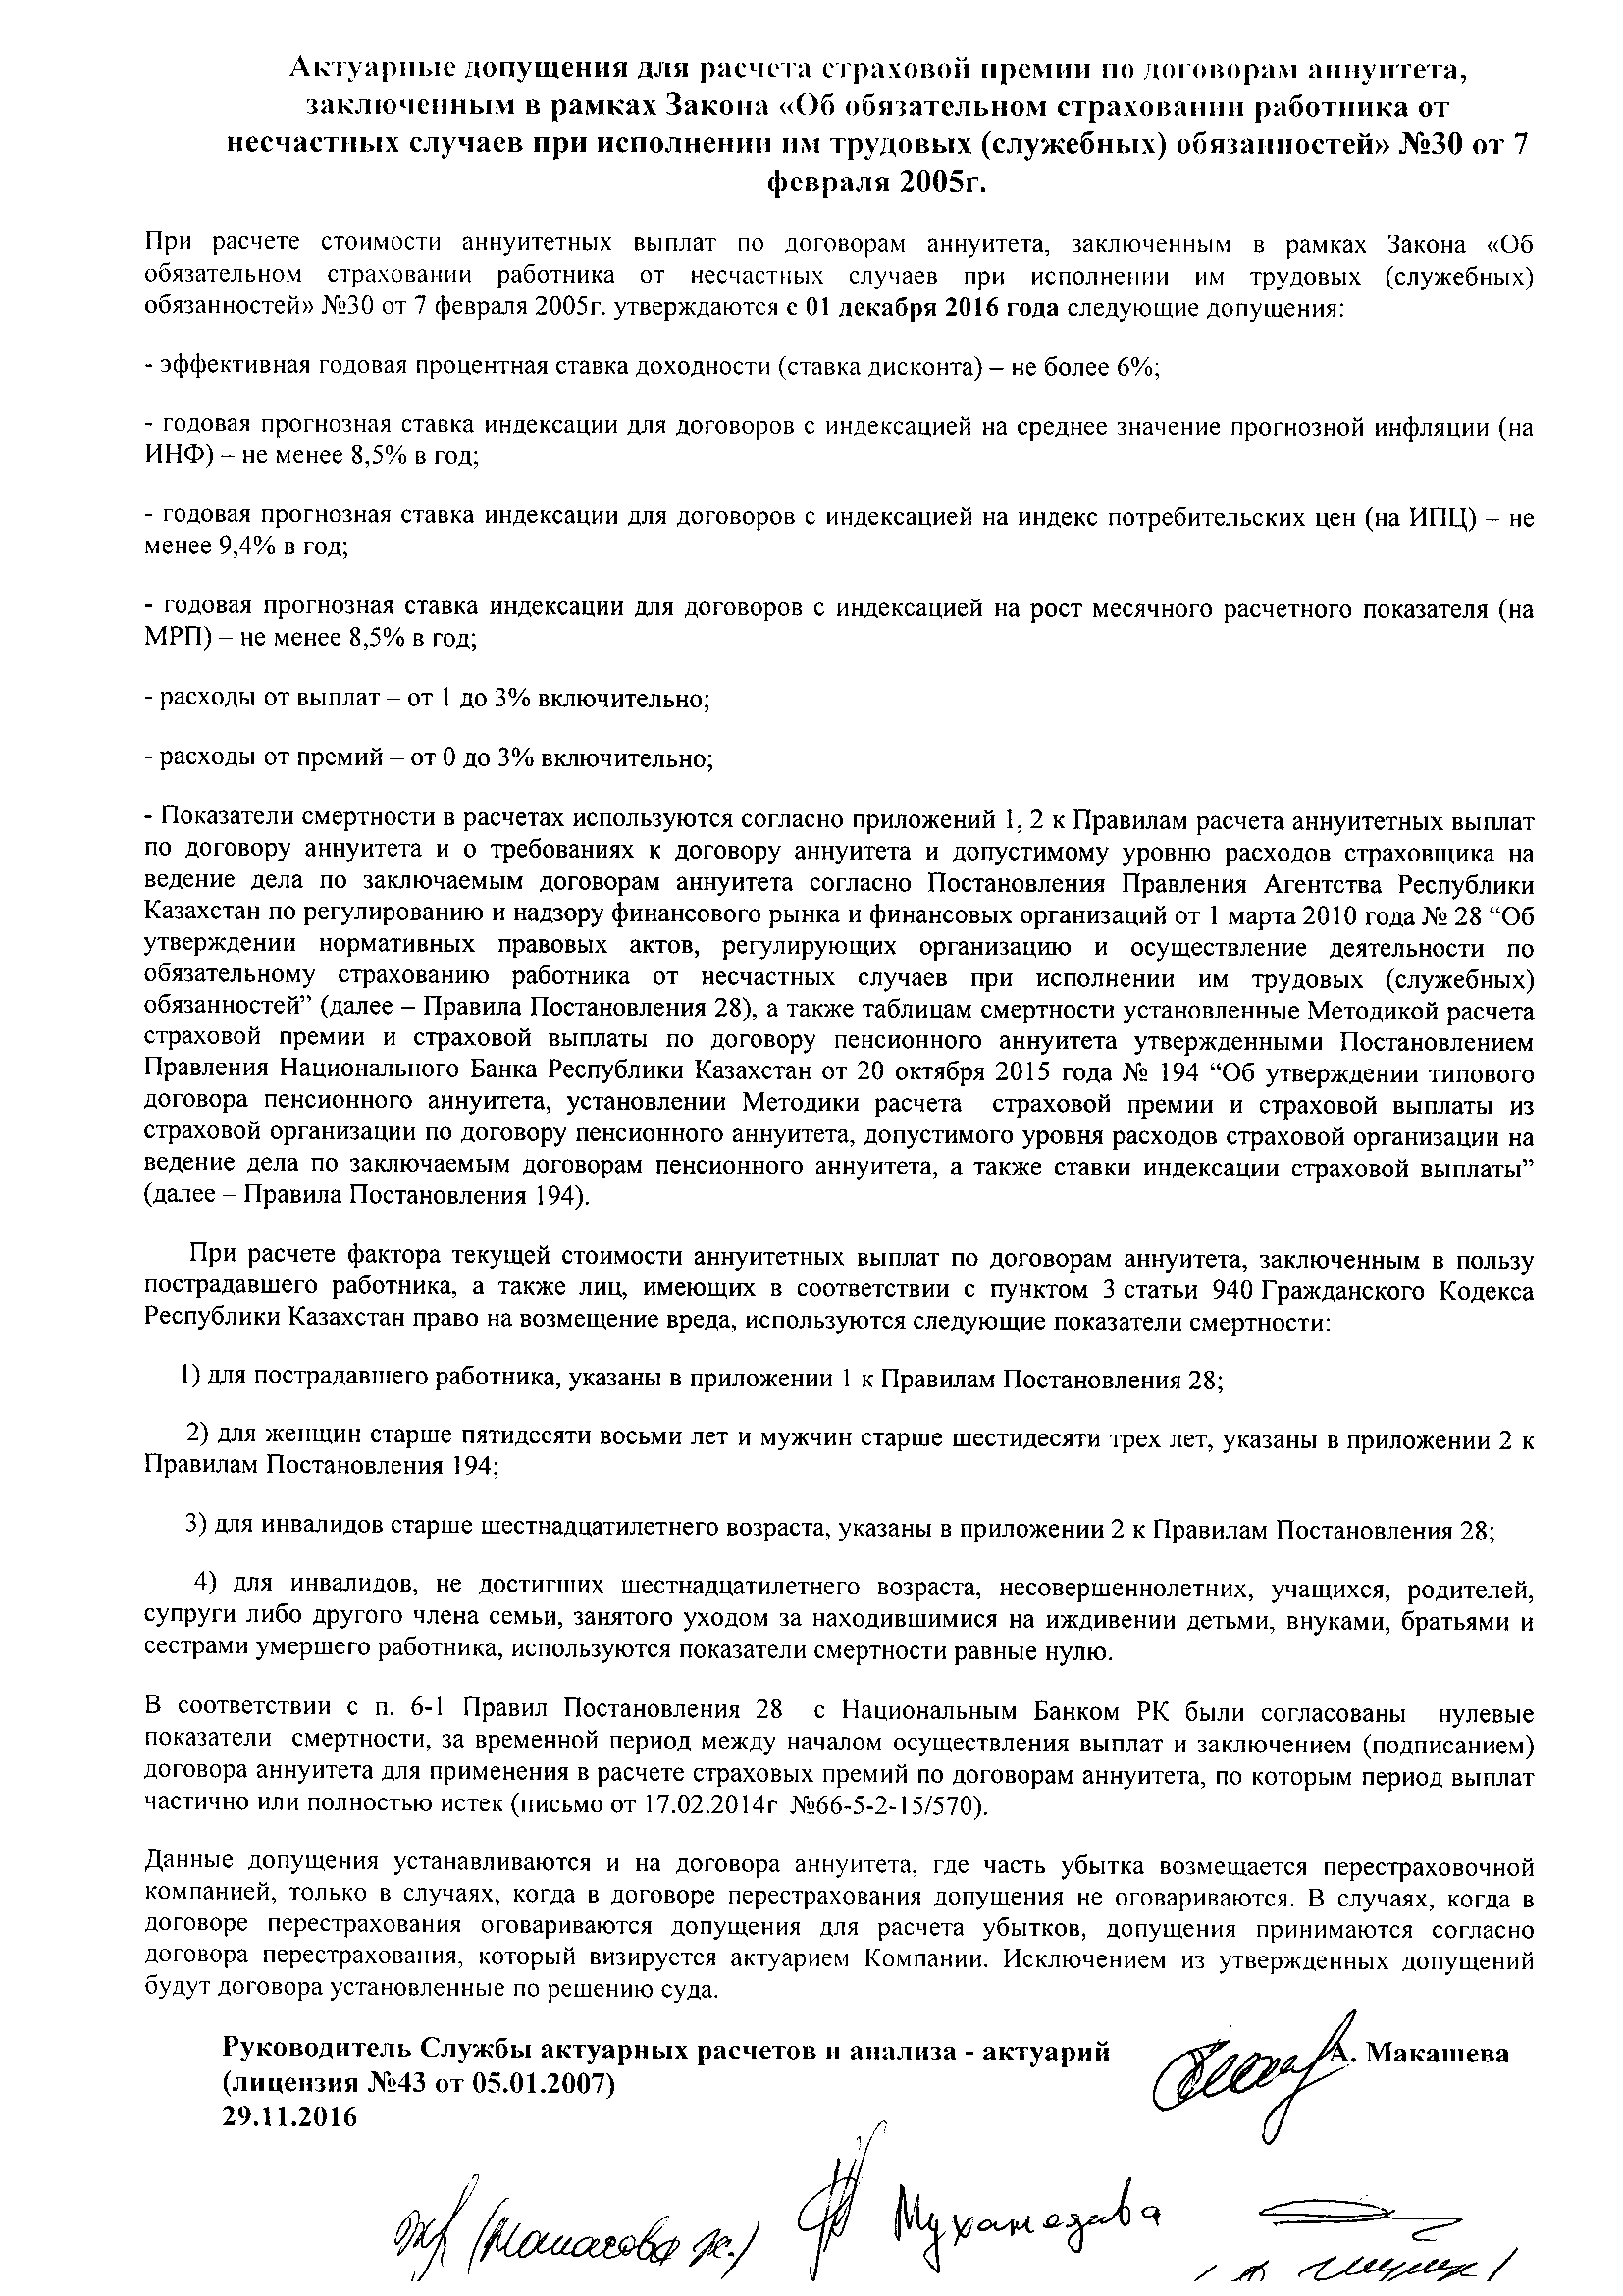 Актуарные допущения для расчета страховой премии по договорам аннуитета,
заключенным в рамках Закона «Об обязательном страховании работника от
несчастных случаев при исполнении им трудовых (служебных) обязанностей» №30 от 7
февраля 2005г.
При расчете стоимости аннуитетных выплат по договорам аннуитета, заключенным в рамках Закона «Об
обязательном страховании работника от несчастных случаев при исполнении им трудовых (служебных)
обязанностей» №30 от 7 февраля 2005г. утверждаются с 01 декабря 2016 года следующие допущения:
- эффективная годовая процентная ставка доходности (ставка дисконта) – не более 6%;
- годовая прогнозная ставка индексации для договоров с индексацией на среднее значение прогнозной инфляции (на
ИНФ) – не менее 8,5% в год;
- годовая прогнозная ставка индексации для договоров с индексацией на индекс потребительских цен (на ИПЦ) – не
менее 9,4% в год;
- годовая прогнозная ставка индексации для договоров с индексацией на рост месячного расчетного показателя (на
МРП) – не менее 8,5% в год;
- расходы от выплат – от 1 до 3% включительно;
- расходы от премий – от 0 до 3% включительно;
- Показатели смертности в расчетах используются согласно приложений 1, 2 к Правилам расчета аннуитетных выплат
по договору аннуитета и о требованиях к договору аннуитета и допустимому уровню расходов страховщика на
ведение дела по заключаемым договорам аннуитета согласно Постановления Правления Агентства Республики
Казахстан по регулированию и надзору финансового рынка и финансовых организаций от 1 марта 2010 года № 28 “Об
утверждении нормативных правовых актов, регулирующих организацию и осуществление деятельности по
обязательному страхованию работника от несчастных случаев при исполнении им трудовых (служебных)
обязанностей” (далее – Правила Постановления 28), а также таблицам смертности установленные Методикой расчета
страховой премии и страховой выплаты по договору пенсионного аннуитета утвержденными Постановлением
Правления Национального Банка Республики Казахстан от 20 октября 2015 года № 194 “Об утверждении типового
договора пенсионного аннуитета, установлении Методики расчета страховой премии и страховой выплаты из
страховой организации по договору пенсионного аннуитета, допустимого уровня расходов страховой организации на
ведение дела по заключаемым договорам пенсионного аннуитета, а также ставки индексации страховой выплаты”
(далее – Правила Постановления 194).
При расчете фактора текущей стоимости аннуитетных выплат по договорам аннуитета, заключенным в пользу
пострадавшего работника, а также лиц, имеющих в соответствии с пунктом 3 статьи 940 Гражданского Кодекса
Республики Казахстан право на возмещение вреда, используются следующие показатели смертности:
1) для пострадавшего работника, указаны в приложении 1 к Правилам Постановления 28;
2) для женщин старше пятидесяти восьми лет и мужчин старше шестидесяти трех лет, указаны в приложении 2 к
Правилам Постановления 194;
3) для инвалидов старше шестнадцатилетнего возраста, указаны в приложении 2 к Правилам Постановления 28;
4) для инвалидов, не достигших шестнадцатилетнего возраста, несовершеннолетних, учащихся, родителей,
супруги либо другого члена семьи, занятого уходом за находившимися на иждивении детьми, внуками, братьями и
сестрами умершего работника, используются показатели смертности равные нулю.
В соответствии с п. 6-1 Правил Постановления 28 с Национальным Банком РК были согласованы нулевые
показатели смертности, за временной период между началом осуществления выплат и заключением (подписанием)
договора аннуитета для применения в расчете страховых премий по договорам аннуитета, по которым период выплат
частично или полностью истек (письмо от 17.02.2014г №66-5-2-15/570).
Данные допущения устанавливаются и на договора аннуитета, где часть убытка возмещается перестраховочной
компанией, только в случаях, когда в договоре перестрахования допущения не оговариваются. В случаях, когда в
договоре перестрахования оговариваются допущения для расчета убытков, допущения принимаются согласно
договора перестрахования, который визируется актуарием Компании. Исключением из утвержденных допущений
будут договора установленные по решению суда.
Руководитель Службы актуарных расчетов и анализа - актуарий А. Макашева
(лицензия №43 от 05.01.2007)
29.11.2016
Мухамедова